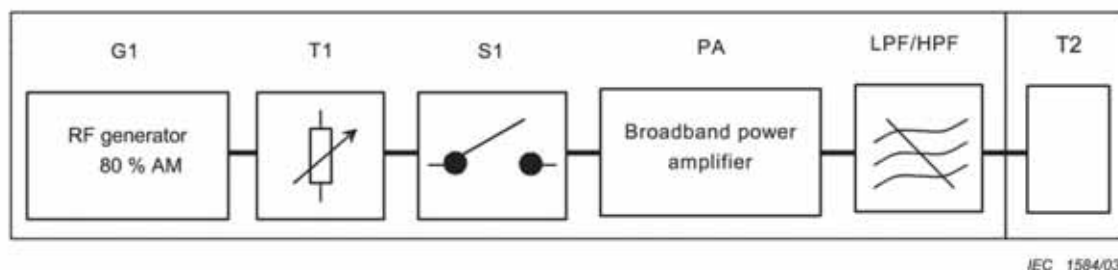 G1
T1
S1
PA
LPF/HPF
T2
RF generator
80 % AM
Broadband power
amplifier
IEC 1584/03